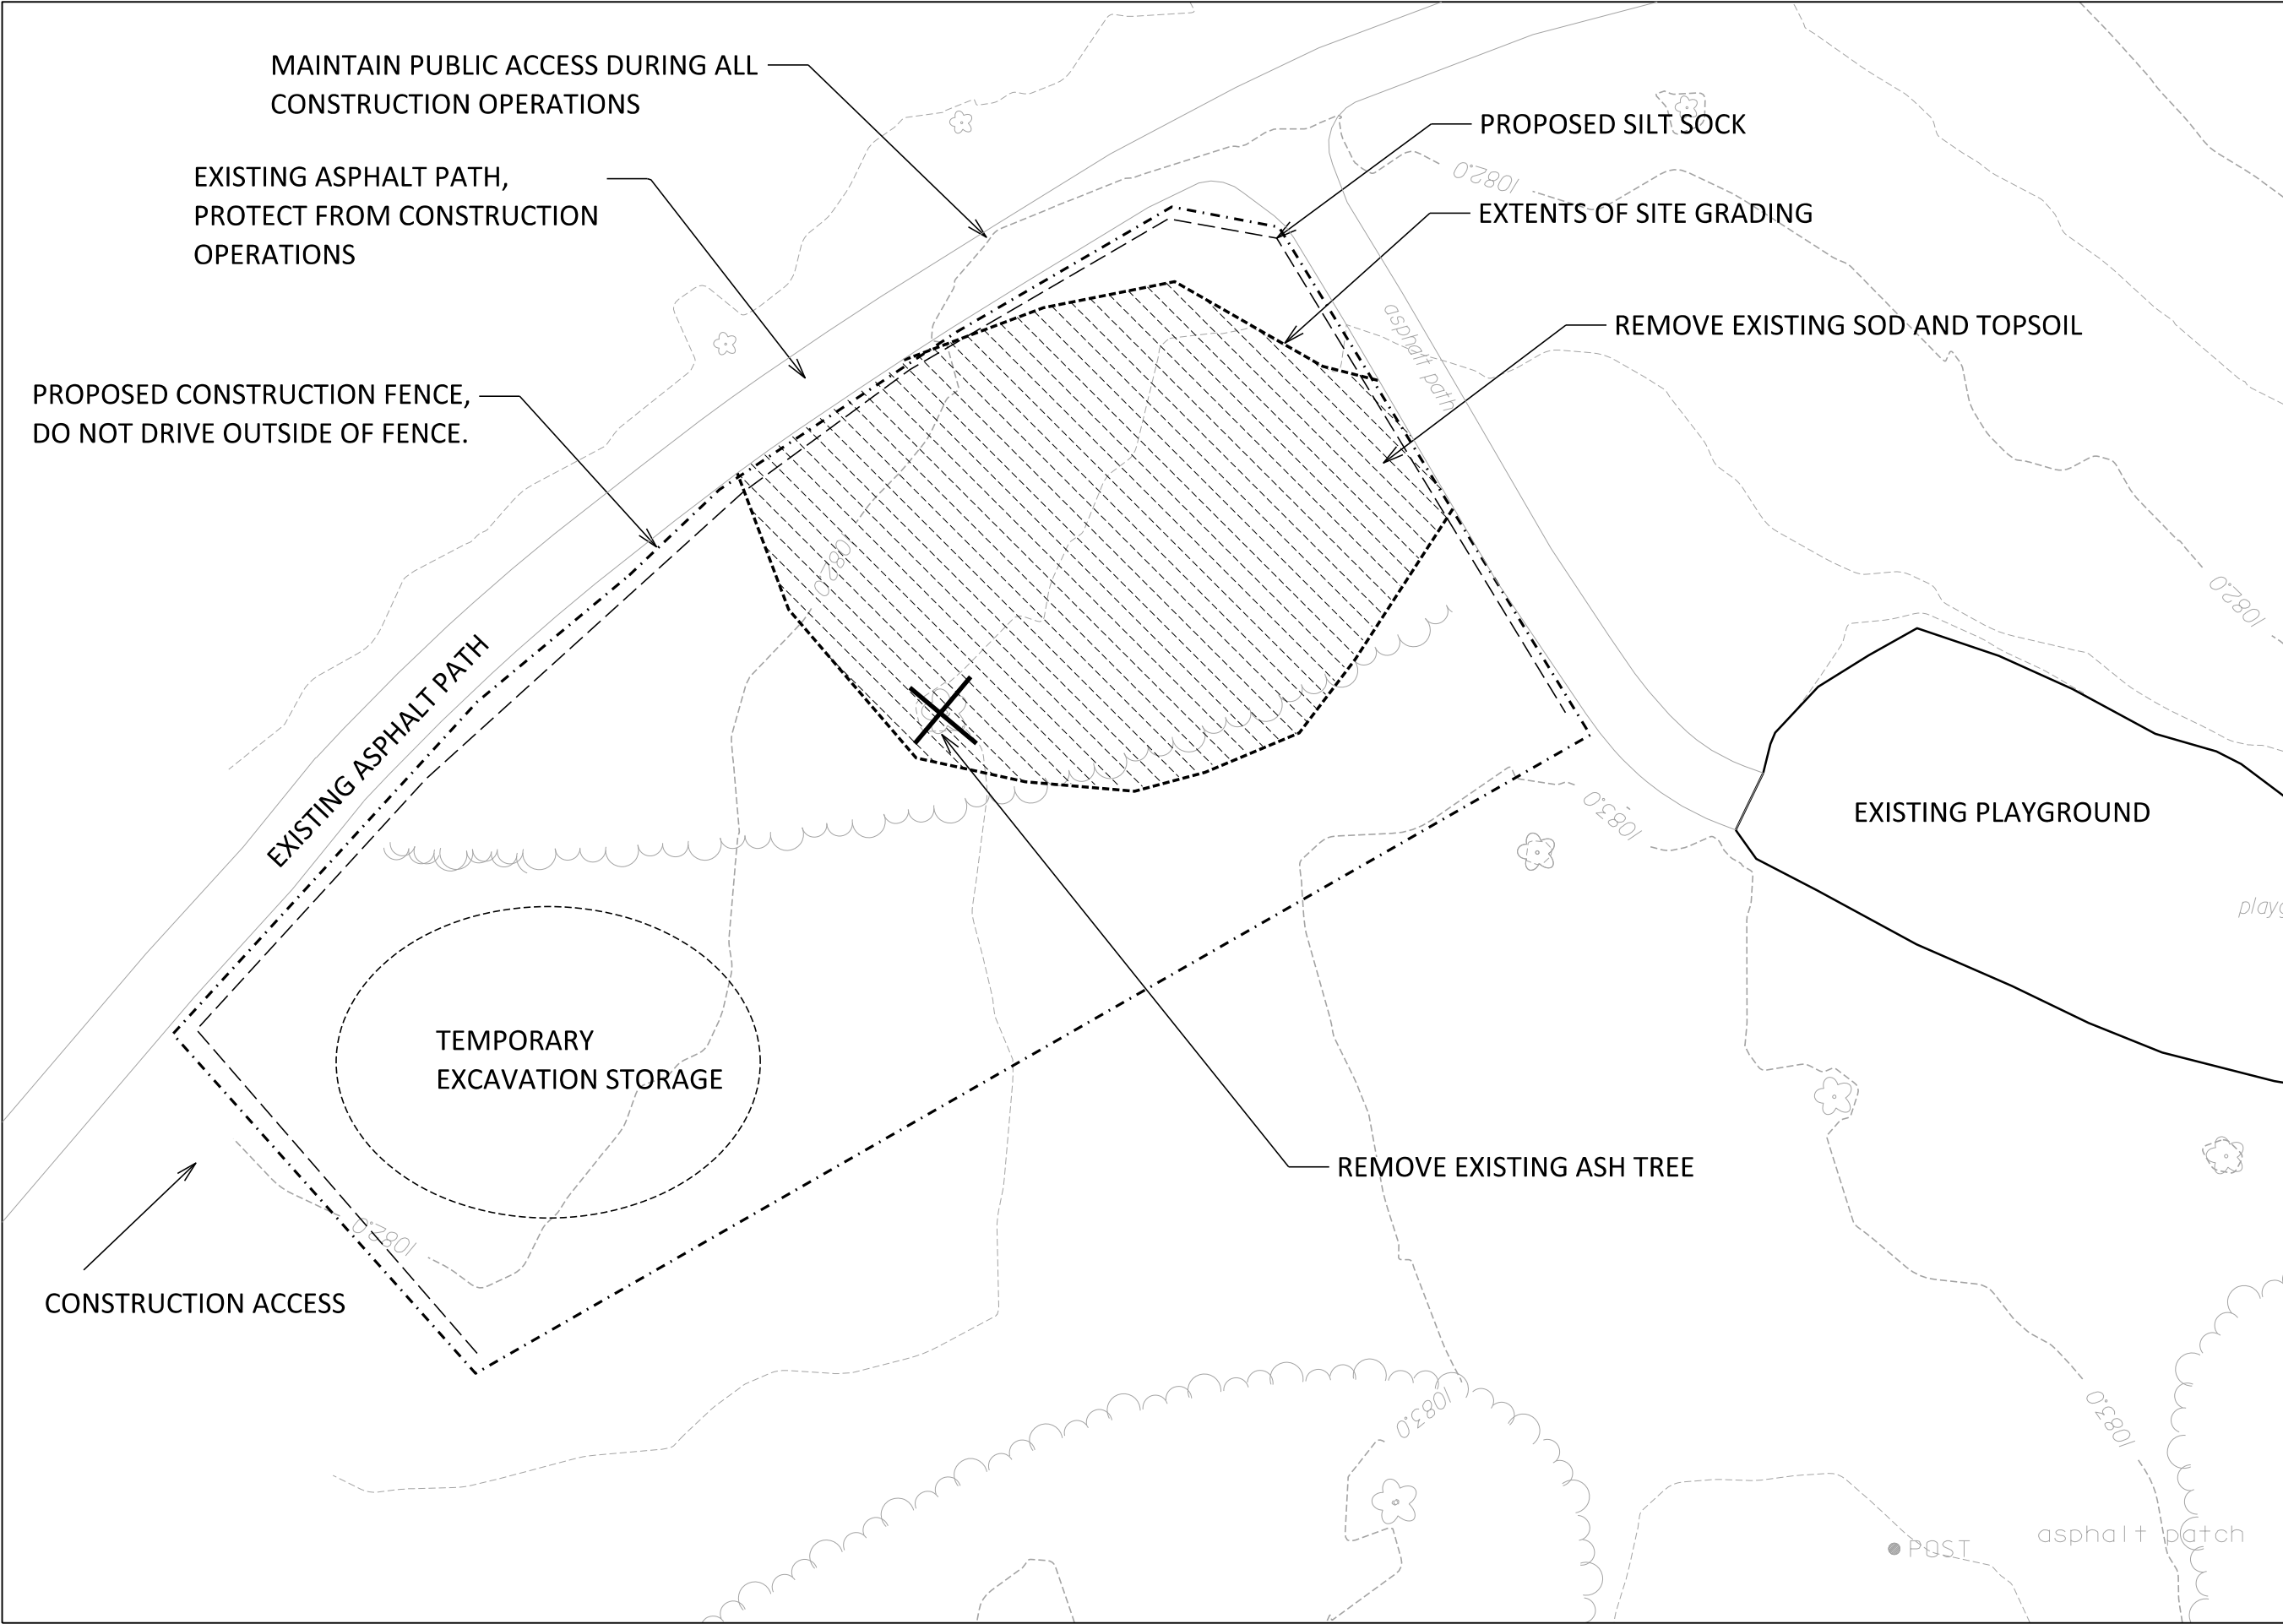 MAINTAIN PUBLIC ACCESS DURING ALL
CONSTRUCTION OPERATIONS
PROPOSED SILT SOCK
EXISTING ASPHALT PATH,
PROTECT FROM CONSTRUCTION
OPERATIONS
1082.0
EXTENTS OF SITE GRADING
asphalt path
REMOVE EXISTING SOD AND TOPSOIL
PROPOSED CONSTRUCTION FENCE,
DO NOT DRIVE OUTSIDE OF FENCE.
1082.0
EXISTING ASPHALT PATH
1083.0
EXISTING PLAYGROUND
TEMPORARY
EXCAVATION STORAGE
REMOVE EXISTING ASH TREE
1082.0
CONSTRUCTION ACCESS
1083.0
1083.0
POST
asphalt patch